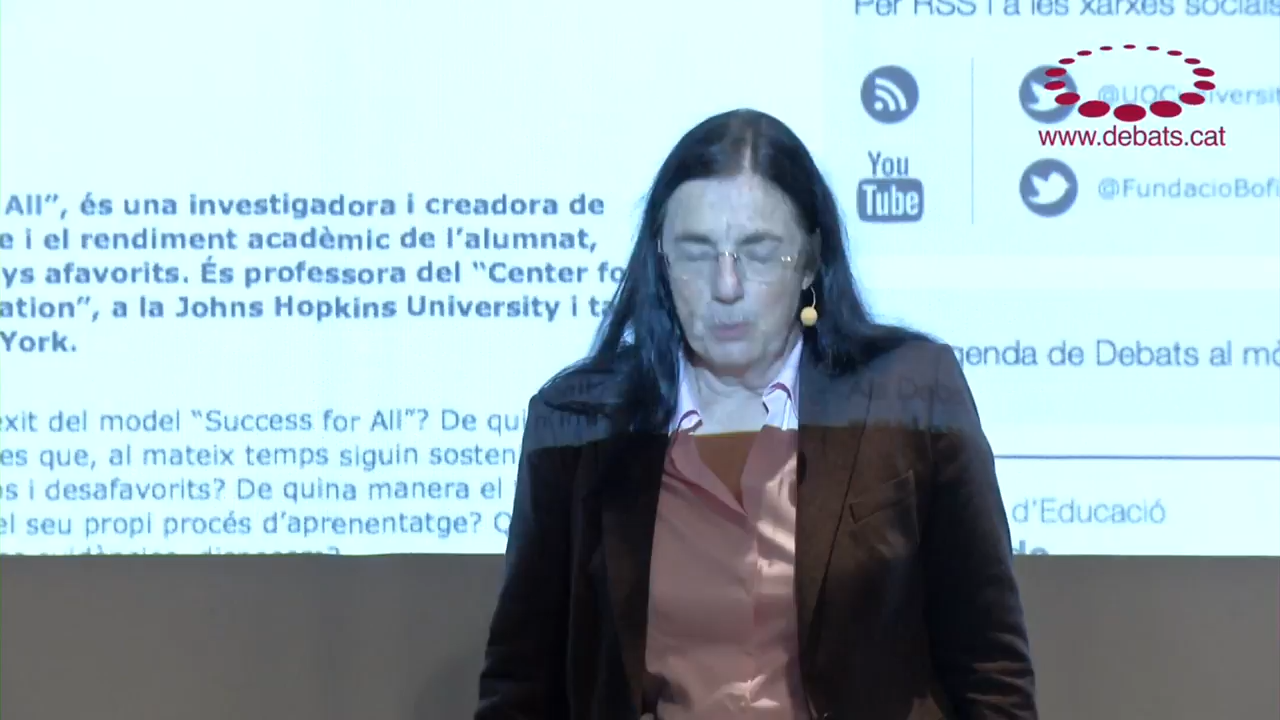 Per RSS i a les xarxes socials
@UOCuniversit
www.debats.cat
You
Tube
@FundacioBofi
All”, és una investigadora i creadora de
e i el rendiment acadèmic de l’alumnat,
ys afavorits. És professora del “Center fo
ation”, a la Johns Hopkins University i ta
York.
genda de Debats al mò
xit del model “Success for All”? De qui
es que, al mateix temps siguin sosten
s i desafavorits? De quina manera el
el seu propi procés d’aprenentatge? Q
d’Educació